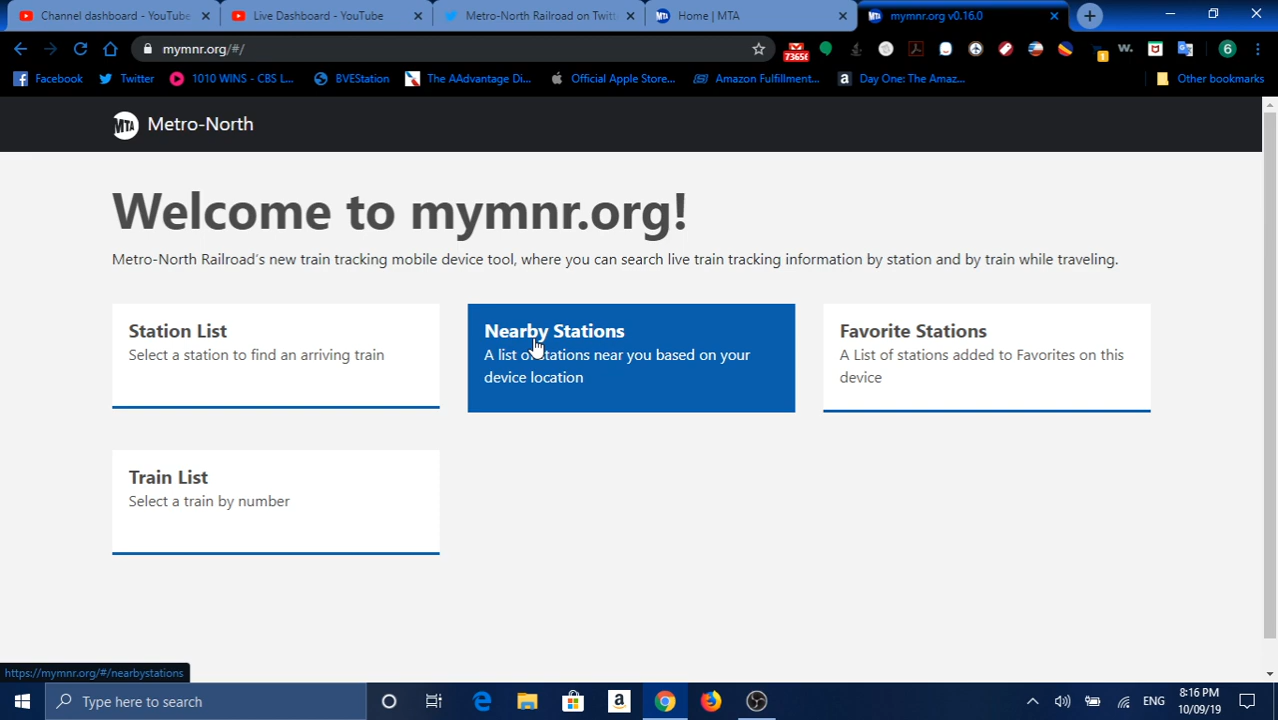 Channel dashboard - YouTube
Live Dashboard - YouTube
Metro-North Railroad on Twitt
Home | MTA
mymnr.org v0.16.0
mymnr.org/#/
7365
6
Facebook
Twitter
1010 WINS - CBS L...
BVEStation
The AAdvantage Di...
Official Apple Store...
Amazon Fulfillment...
Day One: The Amaz...
Other bookmarks
MTA Metro-North
Welcome to mymnr.org!
Metro-North Railroad's new train tracking mobile device tool, where you can search live train tracking information by station and by train while traveling.
Station List
Select a station to find an arriving train
Nearby Stations
A list of stations near you based on your
device location
Favorite Stations
A List of stations added to Favorites on this
device
Train List
Select a train by number
https://mymnr.org/#/nearbystations
Type here to search
ENG
8:16 PM
10/09/19